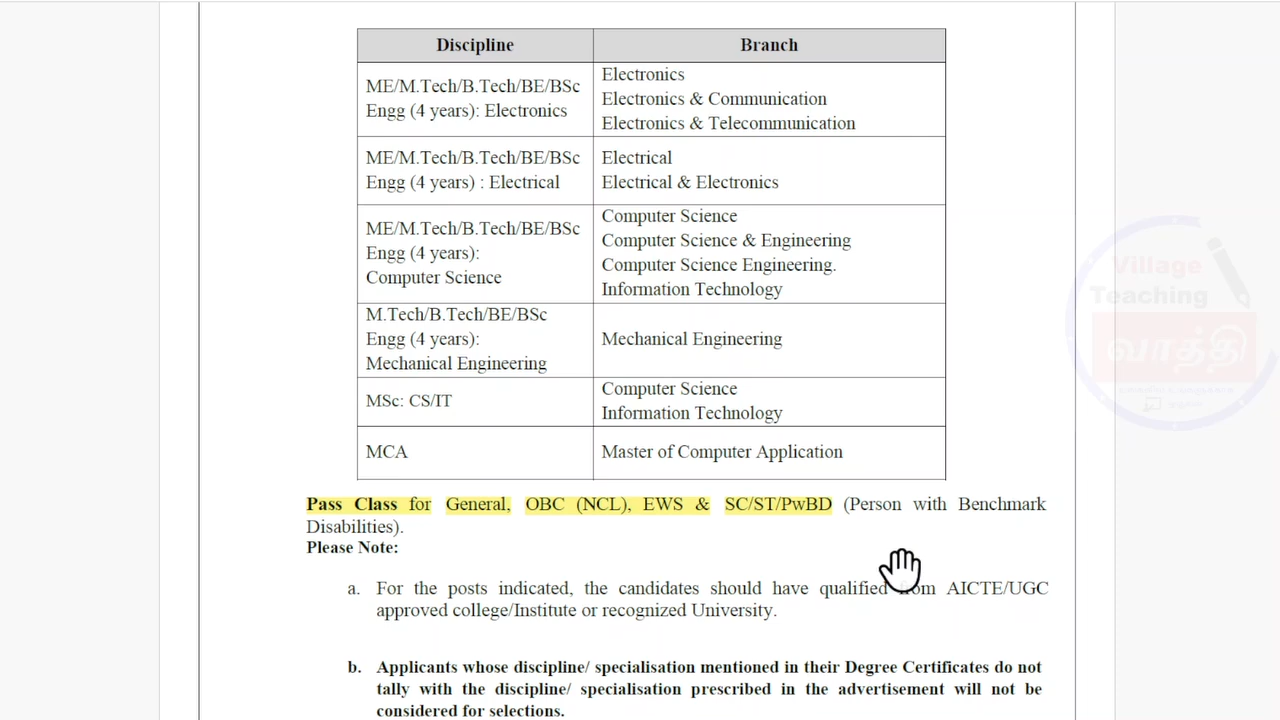 Discipline
Branch
ME/M.Tech/B.Tech/BE/BSc
Engg (4 years): Electronics
Electronics
Electronics & Communication
Electronics & Telecommunication
ME/M.Tech/B.Tech/BE/BSc
Engg (4 years) : Electrical
Electrical
Electrical & Electronics
ME/M.Tech/B.Tech/BE/BSc
Engg (4 years):
Computer Science
Computer Science
Computer Science & Engineering
Computer Science Engineering.
Information Technology
M.Tech/B.Tech/BE/BSc
Engg (4 years):
Mechanical Engineering
Mechanical Engineering
MSc: CS/IT
Computer Science
Information Technology
MCA
Master of Computer Application
Pass Class for General, OBC (NCL), EWS & SC/ST/PwBD (Person with Benchmark
Disabilities).
Please Note:
a. For the posts indicated, the candidates should have qualified from AICTE/UGC
approved college/Institute or recognized University.
b. Applicants whose discipline/ specialisation mentioned in their Degree Certificates do not
tally with the discipline/ specialisation prescribed in the advertisement will not be
considered for selections.
Village
Teaching
வாத்தி